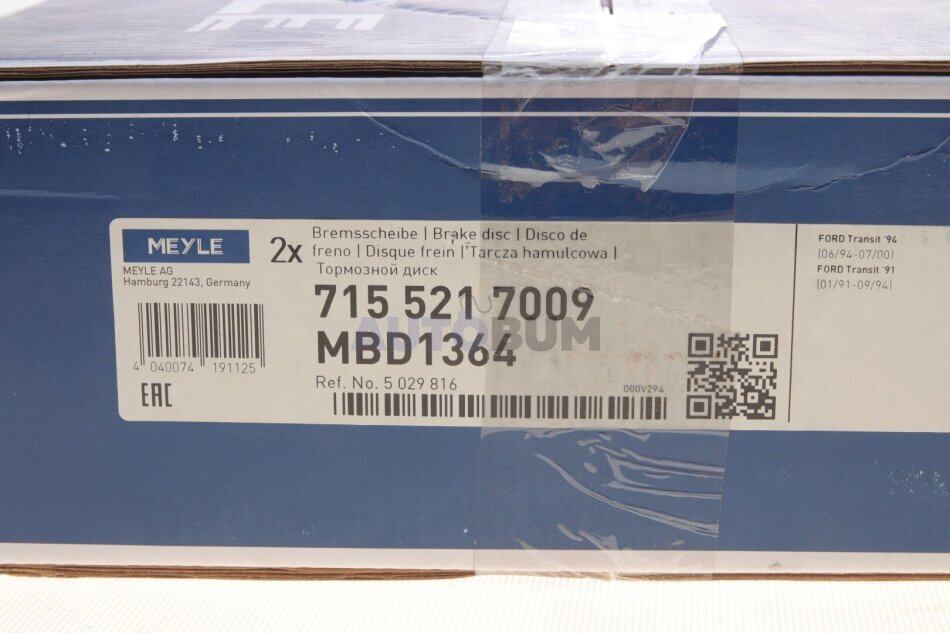 MEYLE
MEYLE AG
Hamburg 22143, Germany
4 040074 191125
EAC
2x
Bremsscheibe | Brake disc | Disco de
freno | Disque frein | Tarcza hamulcowa |
Тормозной диск
715 521 7009
AUTOBUM
MBD1364
Ref. No. 5 029 816
000V294
FORD Transit '94
(06/94-07/00)
FORD Transit '91
(01/91-09/94)